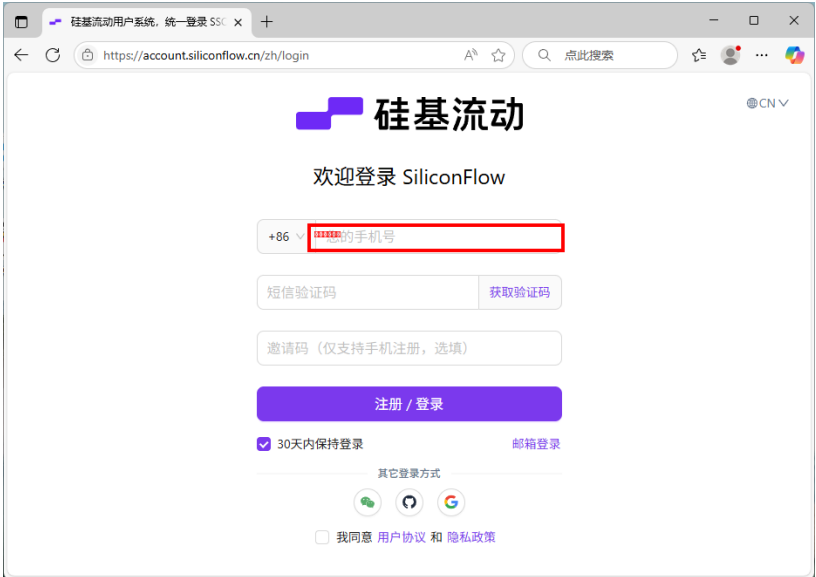 硅基流动用户系统，统一登录 SSO
https://account.siliconflow.cn/zh/login
点此搜索
硅基流动
CN
欢迎登录 SiliconFlow
+86 您的手机号
短信验证码 获取验证码
邀请码（仅支持手机注册，选填）
注册 / 登录
30天内保持登录 邮箱登录
其它登录方式
我同意 用户协议 和 隐私政策